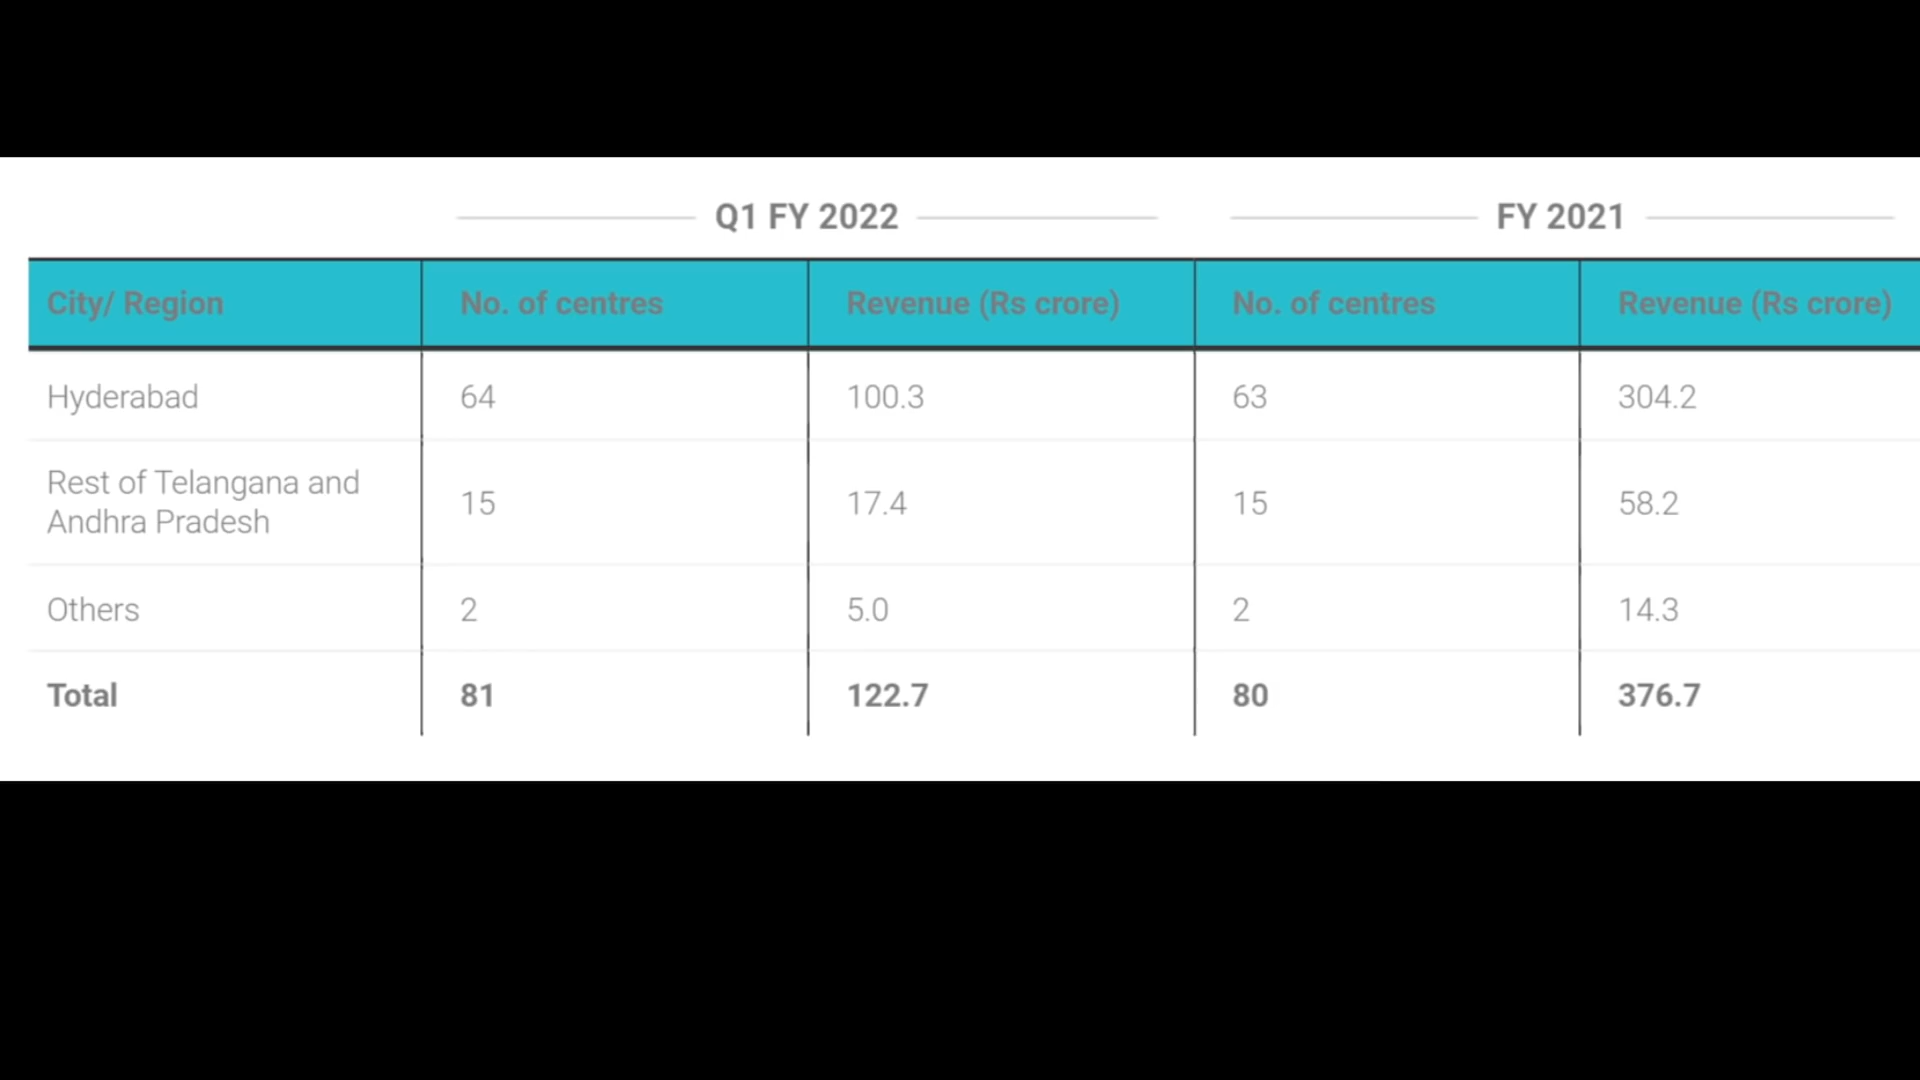 Q1 FY 2022 FY 2021
City/ Region No. of centres Revenue (Rs crore) No. of centres Revenue (Rs crore)
Hyderabad 64 100.3 63 304.2
Rest of Telangana and
Andhra Pradesh 15 17.4 15 58.2
Others 2 5.0 2 14.3
Total 81 122.7 80 376.7